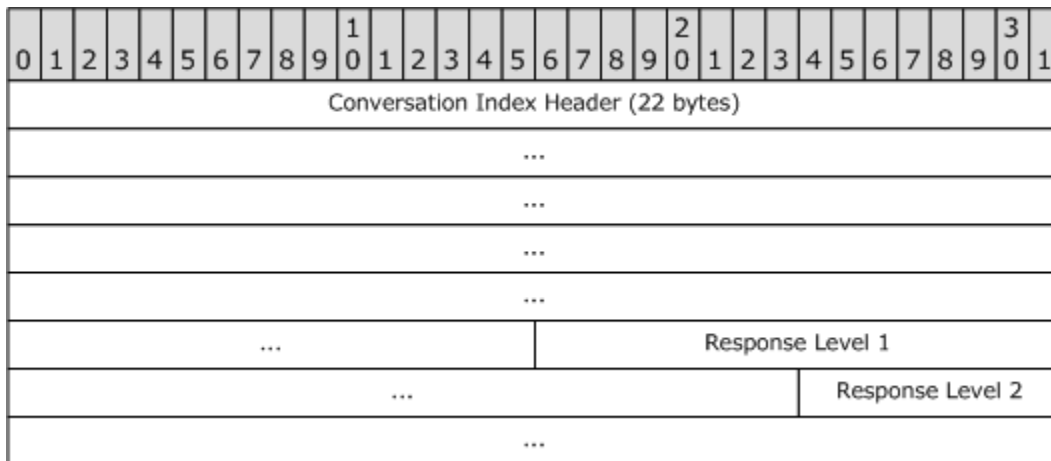 1 2 3
0 1 2 3 4 5 6 7 8 9 0 1 2 3 4 5 6 7 8 9 0 1 2 3 4 5 6 7 8 9 0 1
Conversation Index Header (22 bytes)
...
...
...
...
... Response Level 1
... Response Level 2
...